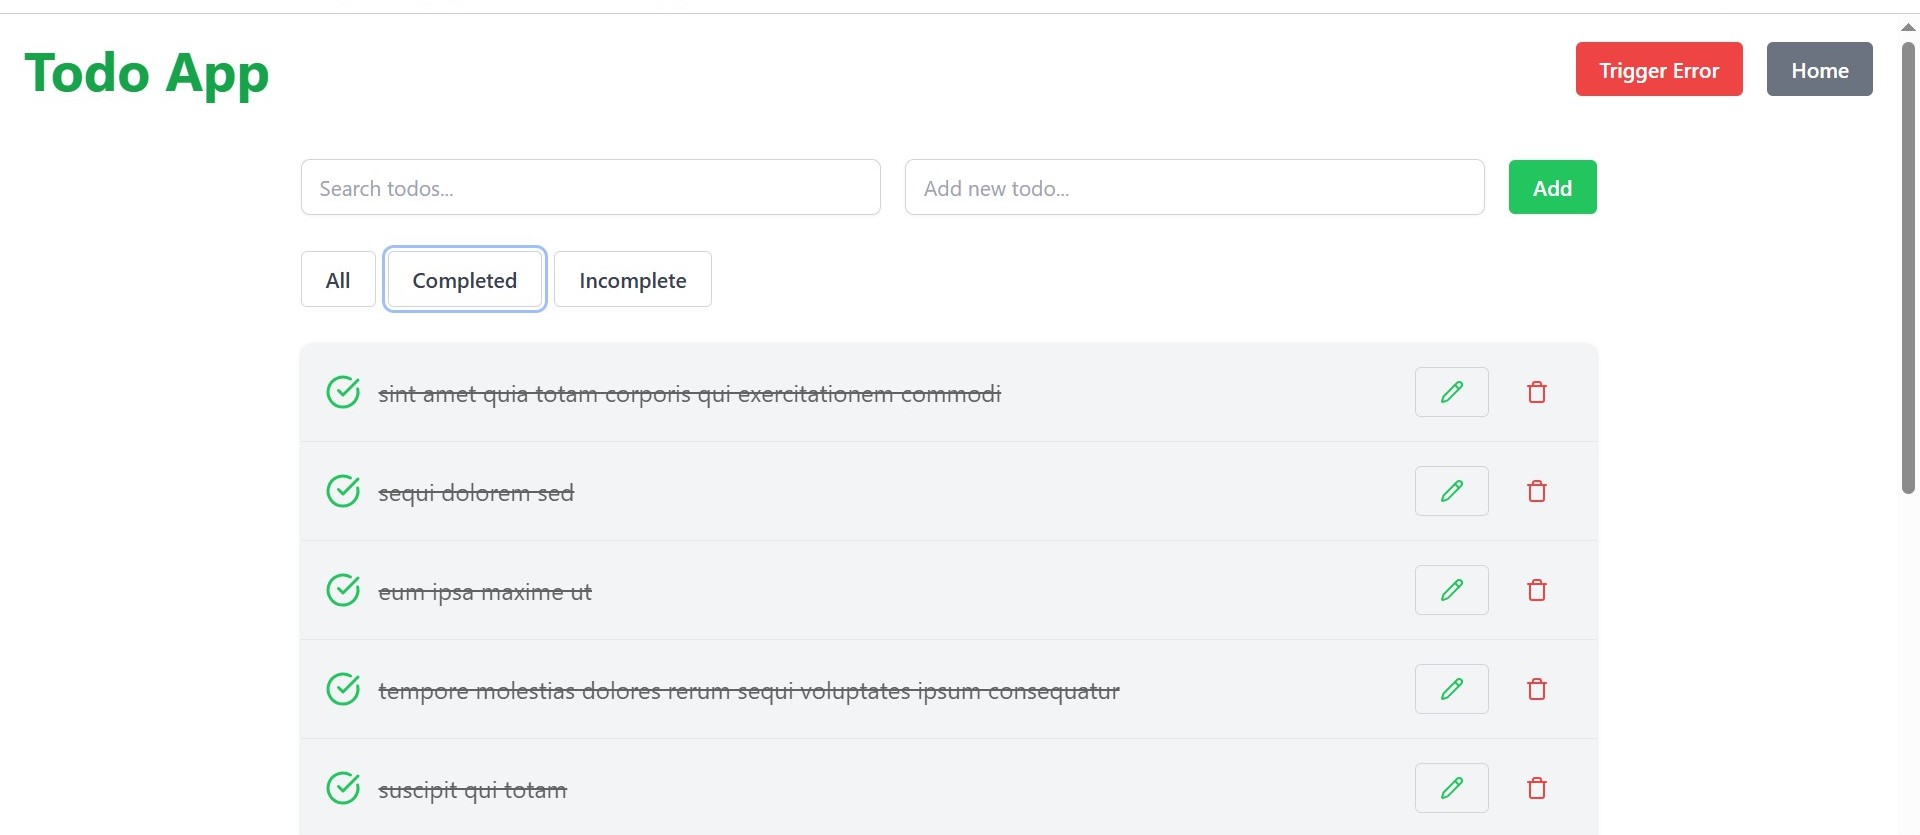 Todo App
Trigger Error
Home
Search todos...
Add new todo...
Add
All
Completed
Incomplete
sint amet quia totam corporis qui exercitationem commodi
sequi dolorem sed
eum ipsa maxime ut
tempore molestias dolores rerum sequi voluptates ipsum consequatur
suscipit qui totam